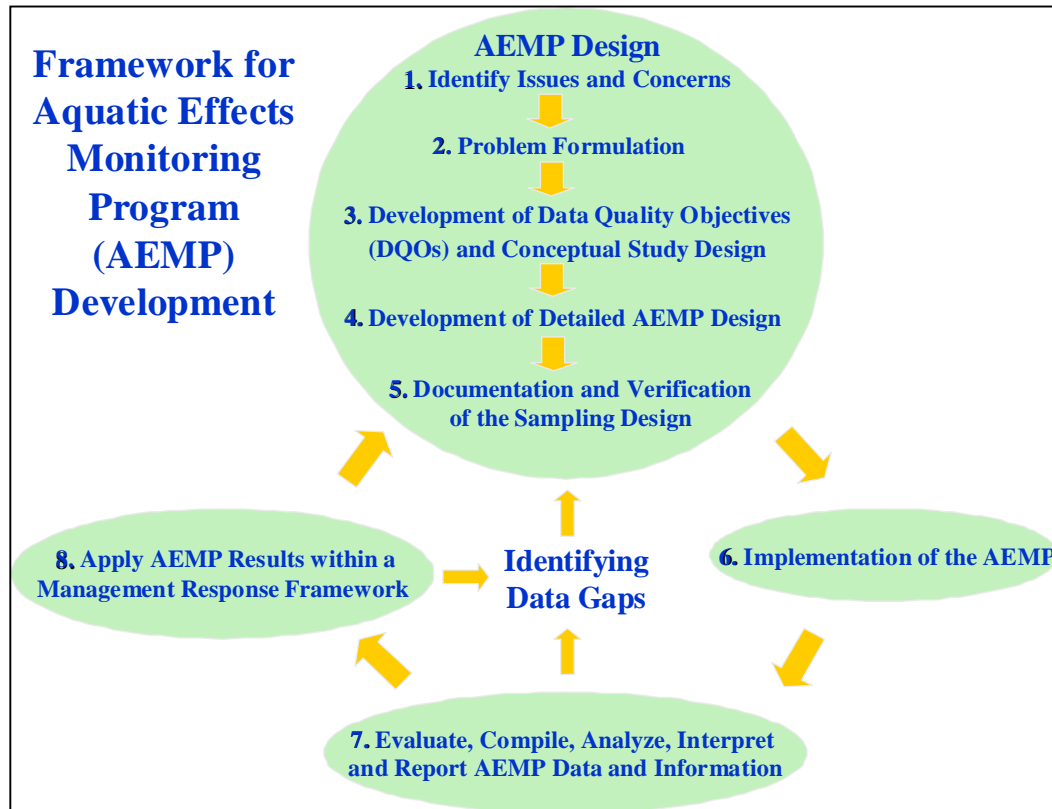 Framework for
Aquatic Effects
Monitoring
Program
(AEMP)
Development
AEMP Design
1. Identify Issues and Concerns
2. Problem Formulation
3. Development of Data Quality Objectives
(DQOs) and Conceptual Study Design
4. Development of Detailed AEMP Design
5. Documentation and Verification
of the Sampling Design
6. Implementation of the AEMP
7. Evaluate, Compile, Analyze, Interpret
and Report AEMP Data and Information
8. Apply AEMP Results within a
Management Response Framework
Identifying
Data Gaps